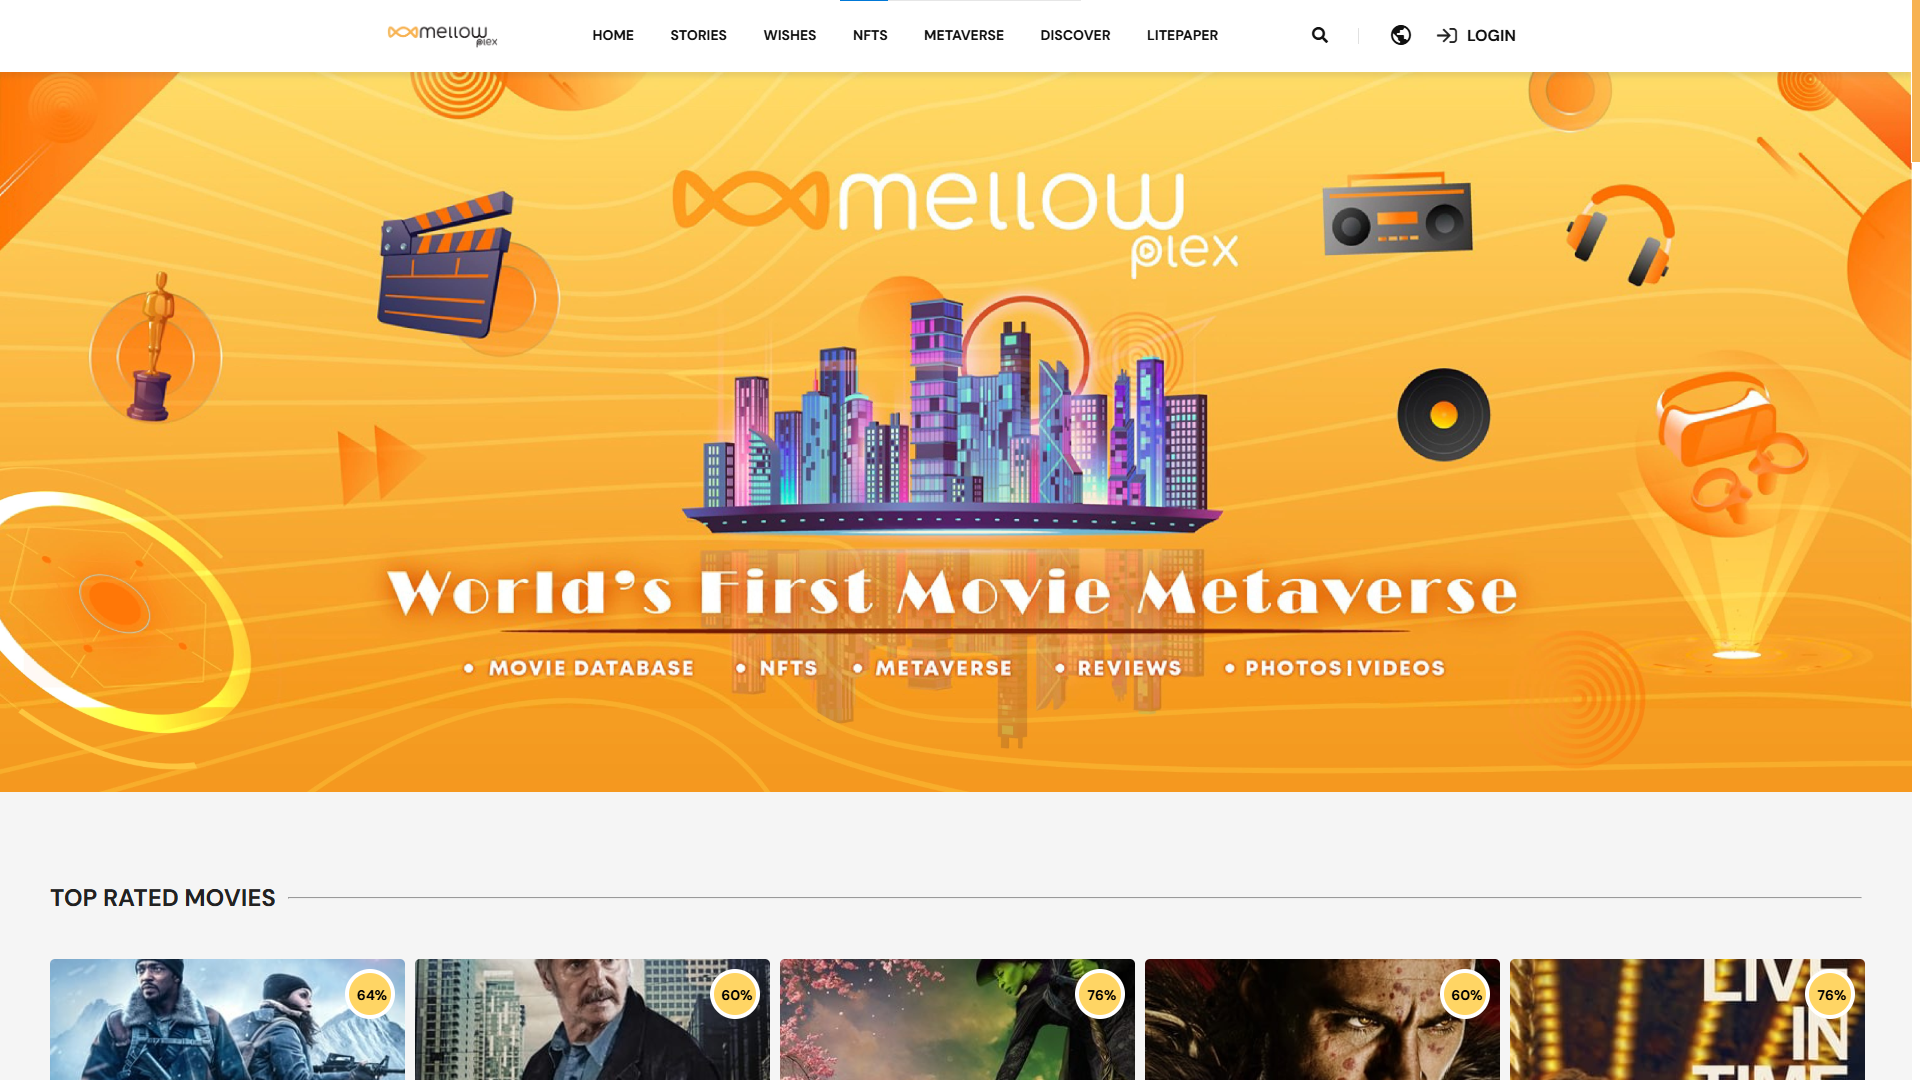 mellow plex
HOME STORIES WISHES NFTS METAVERSE DISCOVER LITEPAPER LOGIN
mellow
plex
World's First Movie Metaverse
• MOVIE DATABASE • NFTS • METAVERSE • REVIEWS • PHOTOS|VIDEOS
TOP RATED MOVIES
64% 60% 76% 60% 76%
LIVE
IN
TIME